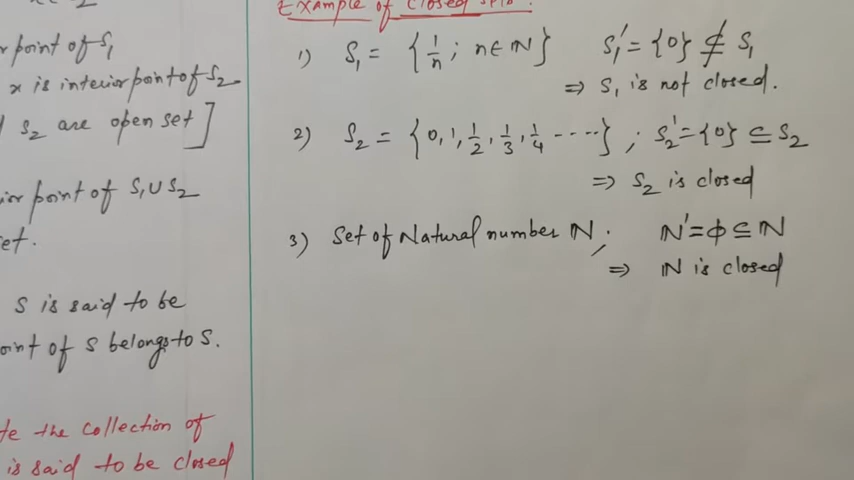 r point of S₁
x is interior point of S₂
S₂ are open set]
ior point of S₁ ∪ S₂
et.
S is said to be
oint of S belongs to S.
te the collection of
is said to be closed
Example of closed sets:
1) S₁ = {1/n ; n ∈ ℕ} S₁' = {0} ⊈ S₁
⇒ S₁ is not closed.
2) S₂ = {0, 1, 1/2, 1/3, 1/4 -----} ; S₂' = {0} ⊆ S₂
⇒ S₂ is closed
3) Set of Natural number ℕ ; ℕ' = ϕ ⊆ ℕ
⇒ ℕ is closed